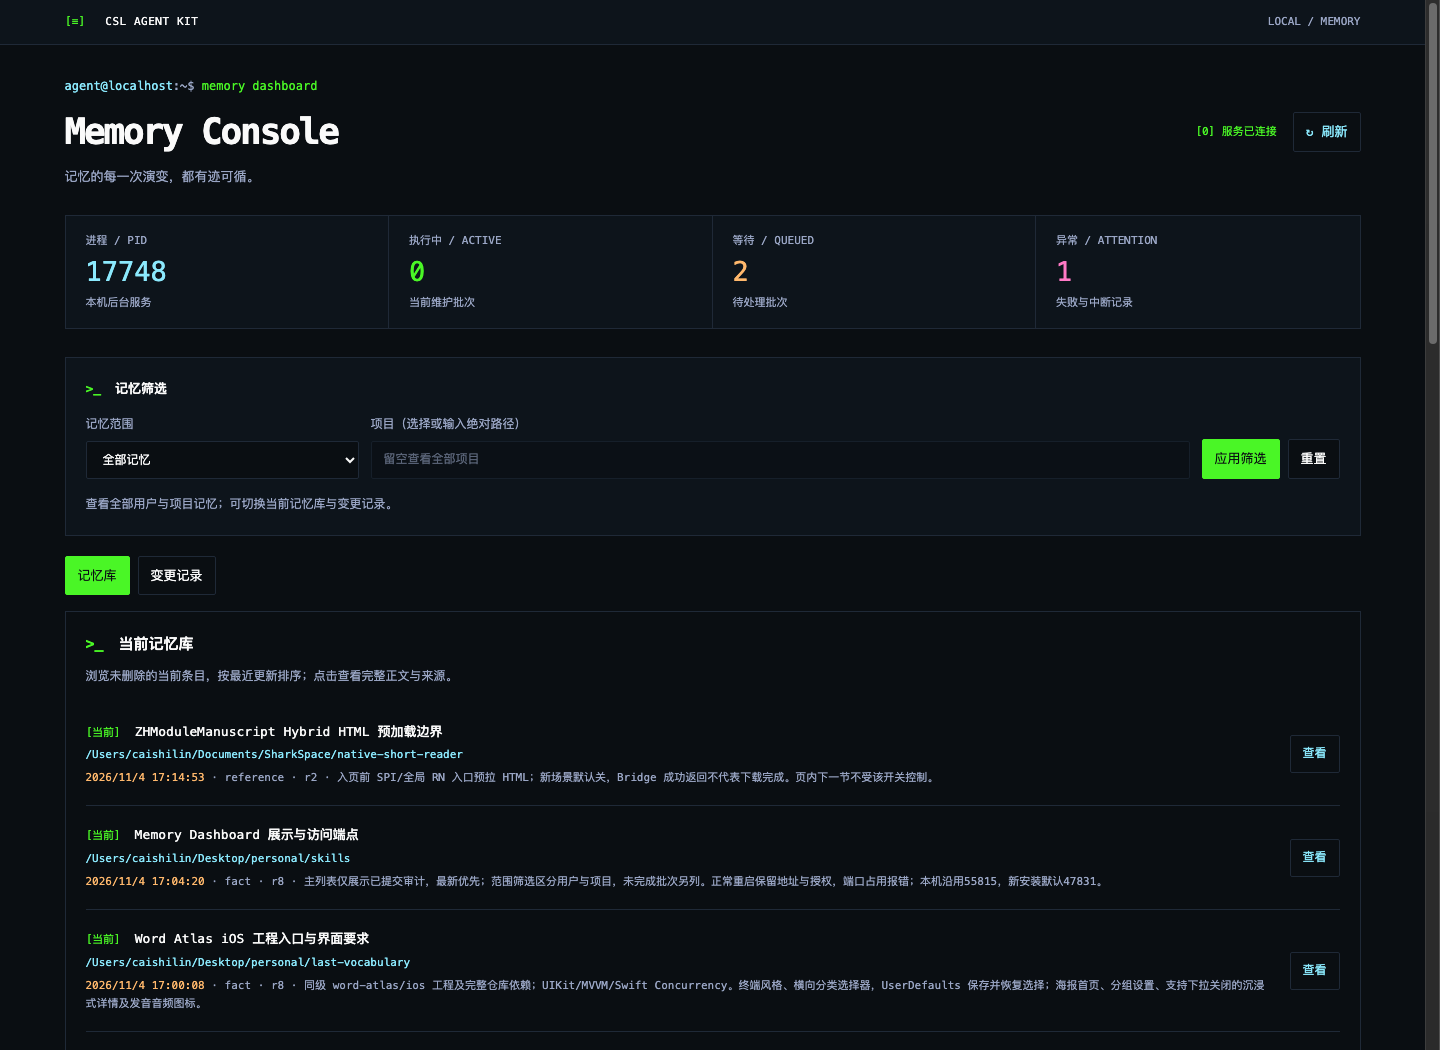 [≡] CSL AGENT KIT
LOCAL / MEMORY
agent@localhost:~$ memory dashboard
Memory Console
[0] 服务已连接
↻ 刷新
记忆的每一次演变，都有迹可循。
进程 / PID
17748
本机后台服务
执行中 / ACTIVE
0
当前维护批次
等待 / QUEUED
2
待处理批次
异常 / ATTENTION
1
失败与中断记录
>_ 记忆筛选
记忆范围
全部记忆
项目（选择或输入绝对路径）
留空查看全部项目
应用筛选
重置
查看全部用户与项目记忆；可切换当前记忆库与变更记录。
记忆库
变更记录
>_ 当前记忆库
浏览未删除的当前条目，按最近更新排序；点击查看完整正文与来源。
[当前] ZHModuleManuscript Hybrid HTML 预加载边界
/Users/caishilin/Documents/SharkSpace/native-short-reader
2026/11/4 17:14:53 · reference · r2 · 入页前 SPI/全局 RN 入口预拉 HTML；新场景默认关，Bridge 成功返回不代表下载完成。页内下一节不受该开关控制。
查看
[当前] Memory Dashboard 展示与访问端点
/Users/caishilin/Desktop/personal/skills
2026/11/4 17:04:20 · fact · r8 · 主列表仅展示已提交审计，最新优先；范围筛选区分用户与项目，未完成批次另列。正常重启保留地址与授权，端口占用报错；本机沿用55815，新安装默认47831。
查看
[当前] Word Atlas iOS 工程入口与界面要求
/Users/caishilin/Desktop/personal/last-vocabulary
2026/11/4 17:00:08 · fact · r8 · 同级 word-atlas/ios 工程及完整仓库依赖；UIKit/MVVM/Swift Concurrency。终端风格、横向分类选择器，UserDefaults 保存并恢复选择；海报首页、分组设置、支持下拉关闭的沉浸
式详情及发音音频图标。
查看